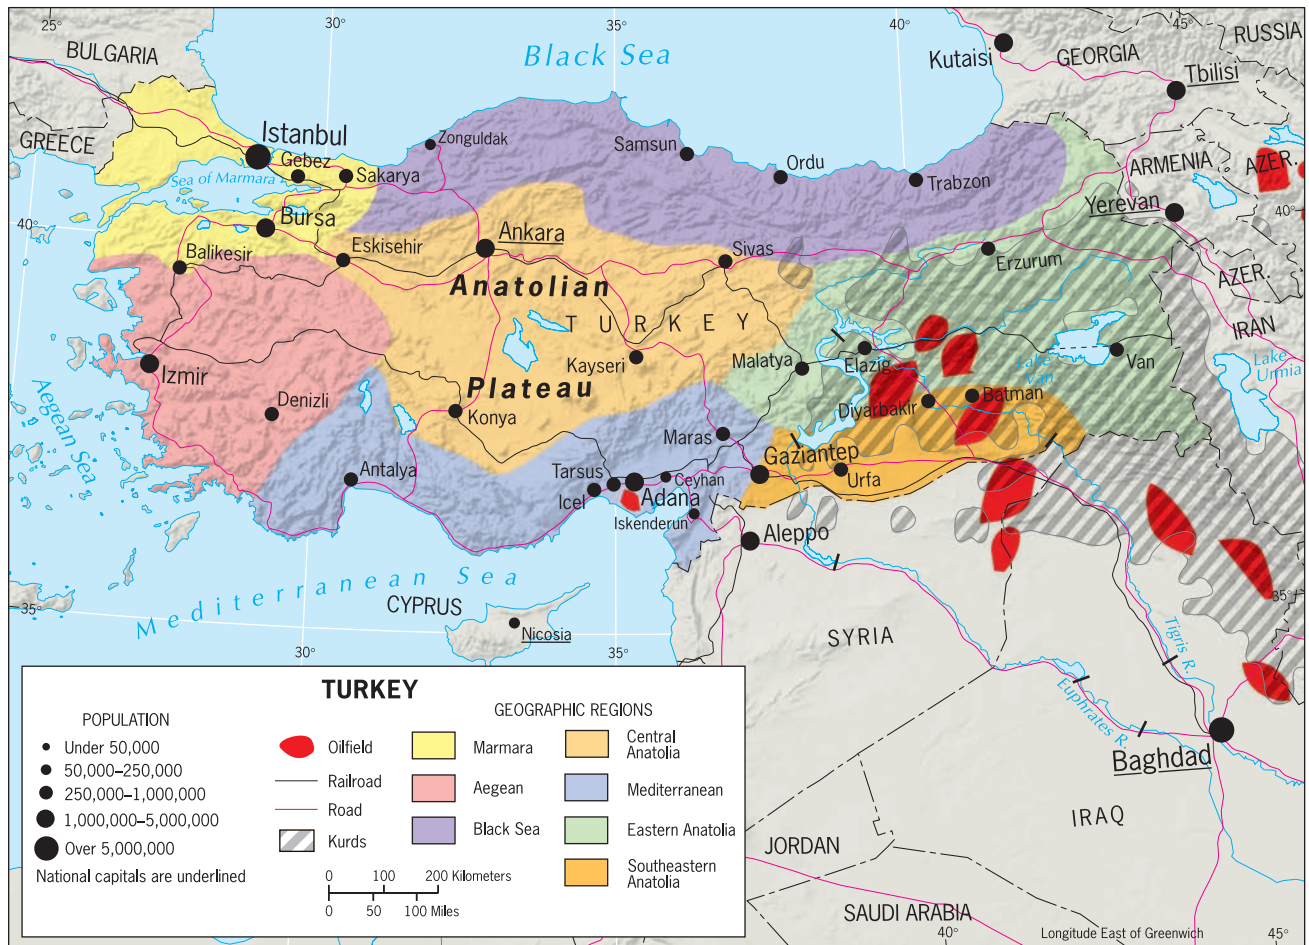 25°
30°
35°
40°
45°
BULGARIA
Black Sea
Kutaisi
GEORGIA
RUSSIA
Tbilisi
GREECE
Istanbul
Zonguldak
Samsun
Ordu
Trabzon
ARMENIA
AZER.
Gebez
Sea of Marmara
Sakarya
Yerevan
40°
40°
Bursa
Balikesir
Eskisehir
Ankara
Sivas
Erzurum
AZER.
Anatolian
TURKEY
IRAN
Izmir
Kayseri
Malatya
Elazig
Lake
Van
Van
Lake
Urmia
Plateau
Aegean Sea
Denizli
Konya
Diyarbakir
Batman
Maras
Antalya
Tarsus
Gaziantep
Ceyhan
Urfa
Icel
Adana
Iskenderun
Aleppo
Mediterranean Sea
CYPRUS
35°
35°
Nicosia
SYRIA
Tigris R.
30°
35°
Euphrates R.
Baghdad
IRAQ
JORDAN
SAUDI ARABIA
40°
Longitude East of Greenwich
45°
TURKEY
POPULATION
Under 50,000
50,000–250,000
250,000–1,000,000
1,000,000–5,000,000
Over 5,000,000
National capitals are underlined
Oilfield
Railroad
Road
Kurds
0 100 200 Kilometers
0 50 100 Miles
GEOGRAPHIC REGIONS
Marmara
Aegean
Black Sea
Central
Anatolia
Mediterranean
Eastern Anatolia
Southeastern
Anatolia